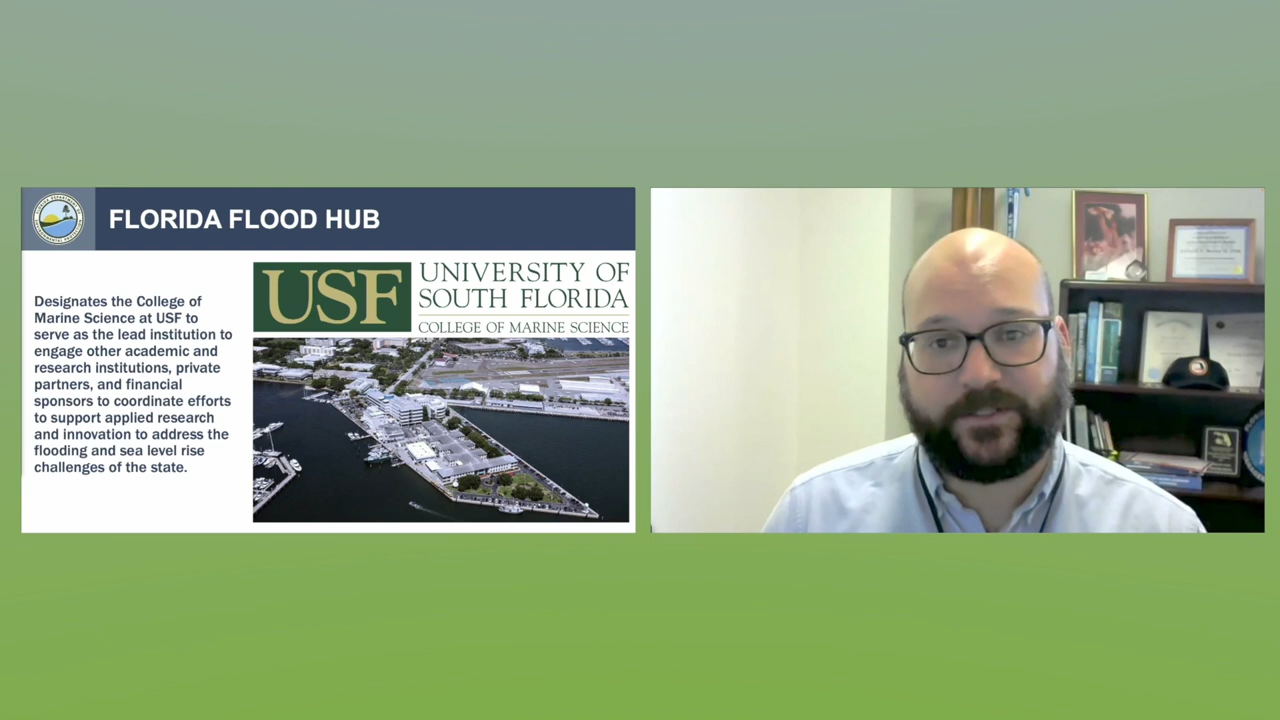 FLORIDA FLOOD HUB
Designates the College of
Marine Science at USF to
serve as the lead institution to
engage other academic and
research institutions, private
partners, and financial
sponsors to coordinate efforts
to support applied research
and innovation to address the
flooding and sea level rise
challenges of the state.
USF
UNIVERSITY OF
SOUTH FLORIDA
COLLEGE OF MARINE SCIENCE